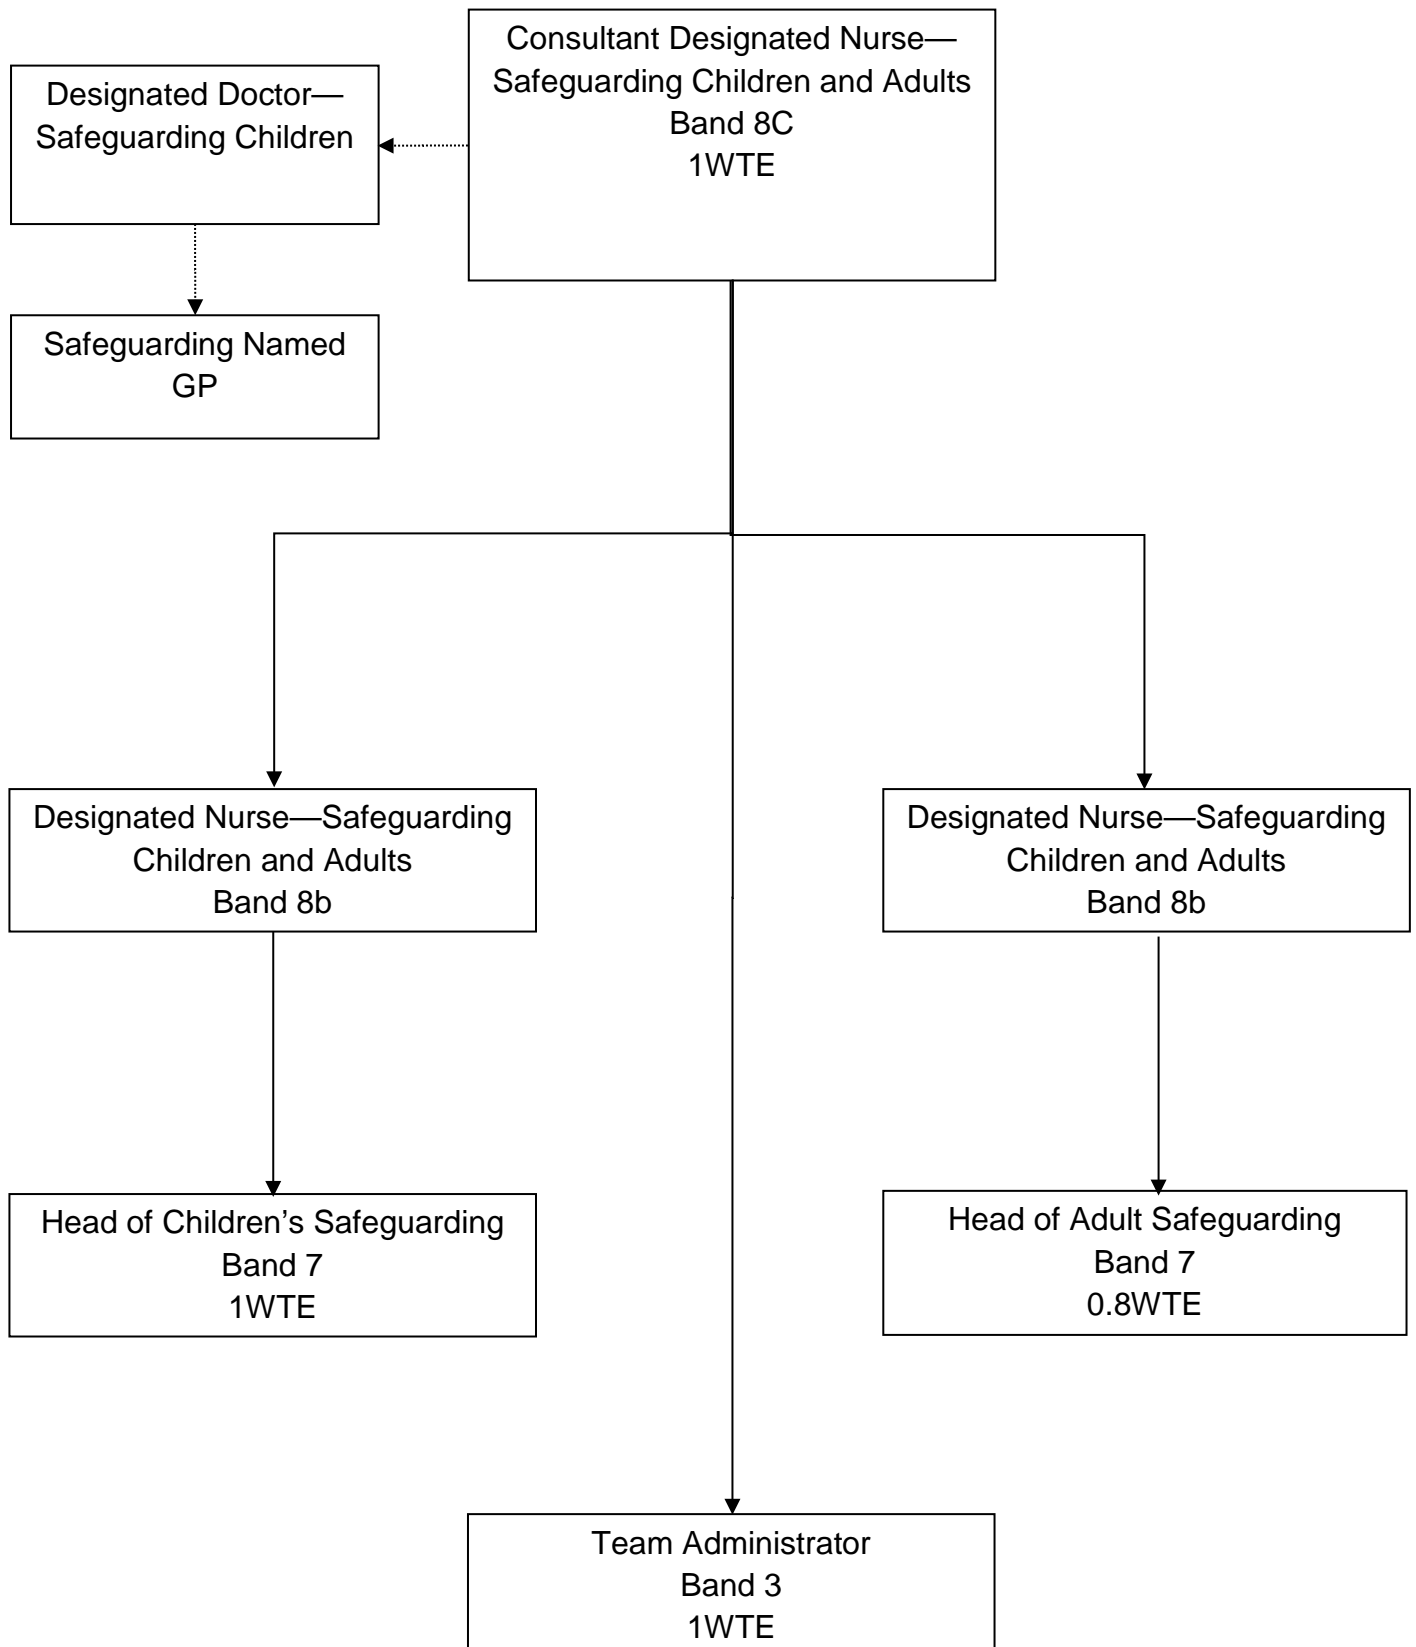 Consultant Designated Nurse—
Safeguarding Children and Adults
Band 8C
1WTE
Designated Doctor—
Safeguarding Children
Safeguarding Named
GP
Designated Nurse—Safeguarding
Children and Adults
Band 8b
Designated Nurse—Safeguarding
Children and Adults
Band 8b
Head of Children’s Safeguarding
Band 7
1WTE
Head of Adult Safeguarding
Band 7
0.8WTE
Team Administrator
Band 3
1WTE